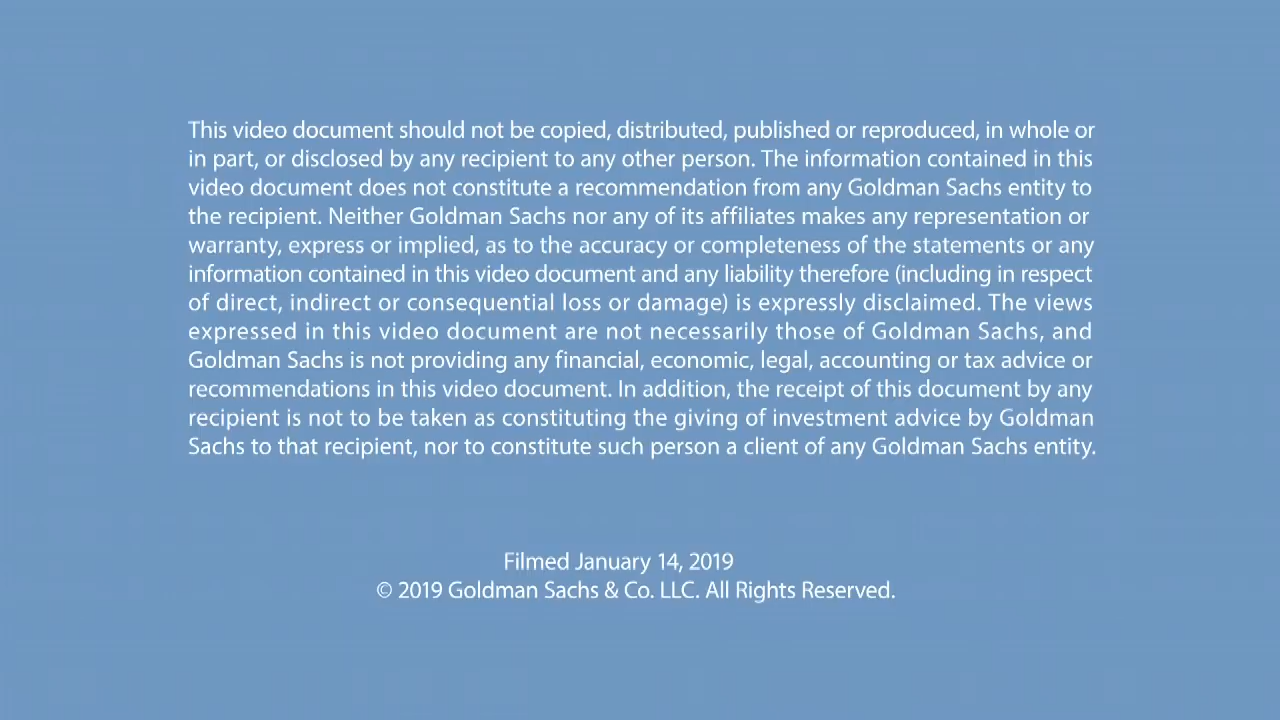 This video document should not be copied, distributed, published or reproduced, in whole or
in part, or disclosed by any recipient to any other person. The information contained in this
video document does not constitute a recommendation from any Goldman Sachs entity to
the recipient. Neither Goldman Sachs nor any of its affiliates makes any representation or
warranty, express or implied, as to the accuracy or completeness of the statements or any
information contained in this video document and any liability therefore (including in respect
of direct, indirect or consequential loss or damage) is expressly disclaimed. The views
expressed in this video document are not necessarily those of Goldman Sachs, and
Goldman Sachs is not providing any financial, economic, legal, accounting or tax advice or
recommendations in this video document. In addition, the receipt of this document by any
recipient is not to be taken as constituting the giving of investment advice by Goldman
Sachs to that recipient, nor to constitute such person a client of any Goldman Sachs entity.
Filmed January 14, 2019
© 2019 Goldman Sachs & Co. LLC. All Rights Reserved.